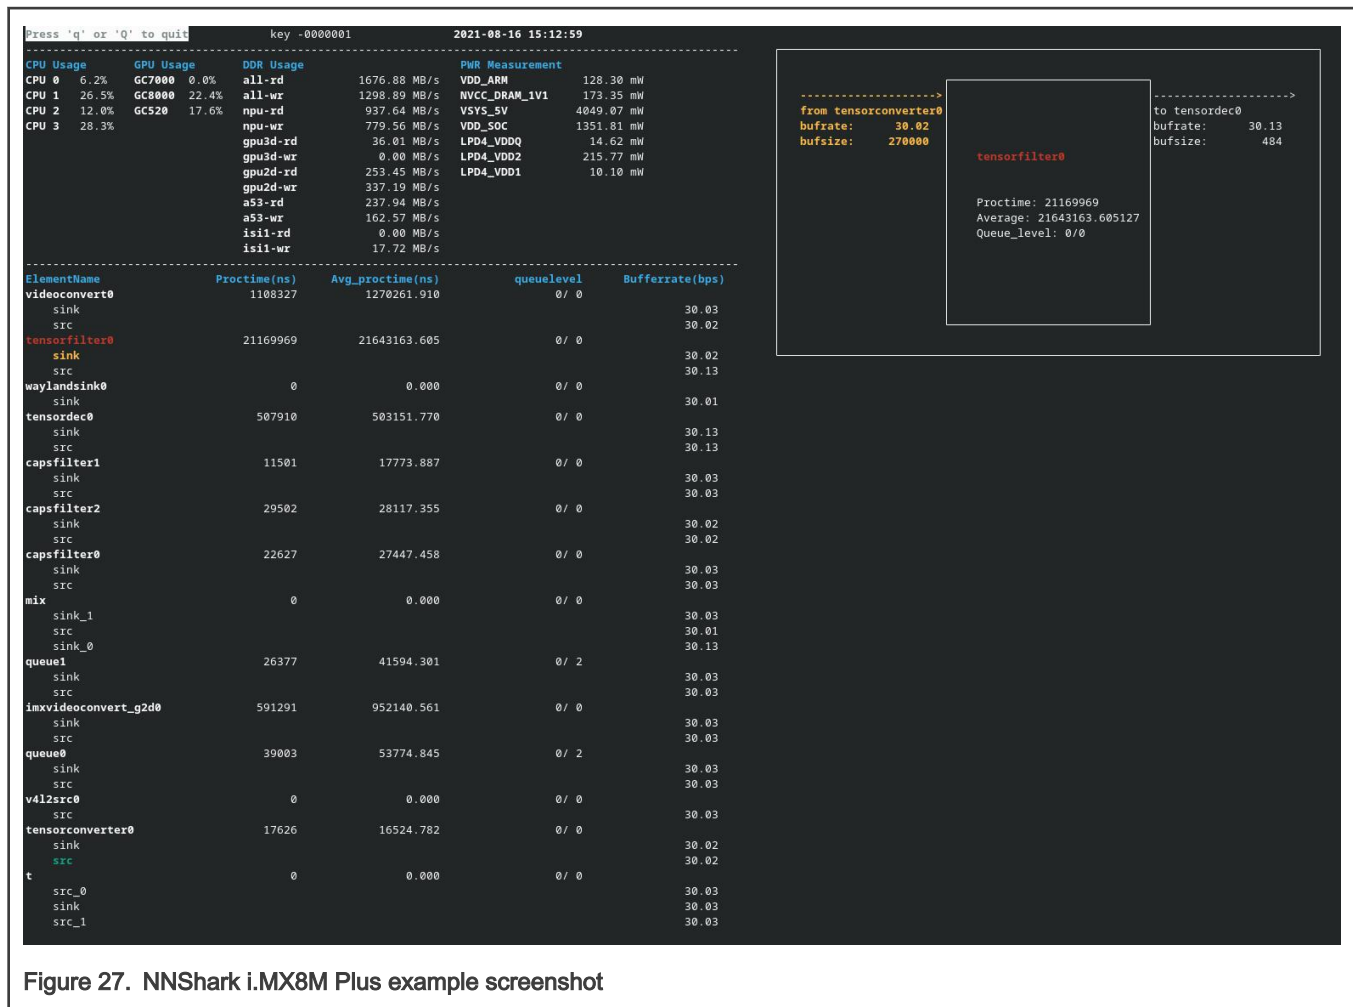 Press 'q' or 'Q' to quit key -0000001 2021-08-16 15:12:59
CPU Usage GPU Usage DDR Usage PWR Measurement
CPU 0 6.2% GC7000 0.0% all-rd 1676.88 MB/s VDD_ARM 128.30 mW
CPU 1 26.5% GC8000 22.4% all-wr 1298.89 MB/s NVCC_DRAM_1V1 173.35 mW
CPU 2 12.0% GC520 17.6% npu-rd 937.64 MB/s VSYS_5V 4049.07 mW
CPU 3 28.3% npu-wr 779.56 MB/s VDD_SOC 1351.81 mW
gpu3d-rd 36.01 MB/s LPD4_VDDQ 14.62 mW
gpu3d-wr 0.00 MB/s LPD4_VDD2 215.77 mW
gpu2d-rd 253.45 MB/s LPD4_VDD1 10.10 mW
gpu2d-wr 337.19 MB/s
a53-rd 237.94 MB/s
a53-wr 162.57 MB/s
isi1-rd 0.00 MB/s
isi1-wr 17.72 MB/s
ElementName Proctime(ns) Avg_proctime(ns) queuelevel Bufferrate(bps)
videoconvert0 1108327 1270261.910 0/ 0
sink 30.03
src 30.02
tensorfilter0 21169969 21643163.605 0/ 0
sink 30.02
src 30.13
waylandsink0 0 0.000 0/ 0
sink 30.01
tensordec0 507910 503151.770 0/ 0
sink 30.13
src 30.13
capsfilter1 11501 17773.887 0/ 0
sink 30.03
src 30.03
capsfilter2 29502 28117.355 0/ 0
sink 30.02
src 30.02
capsfilter0 22627 27447.458 0/ 0
sink 30.03
src 30.03
mix 0 0.000 0/ 0
sink_1 30.03
src 30.01
sink_0 30.13
queue1 26377 41594.301 0/ 2
sink 30.03
src 30.03
imxvideoconvert_g2d0 591291 952140.561 0/ 0
sink 30.03
src 30.03
queue0 39003 53774.845 0/ 2
sink 30.03
src 30.03
v4l2src0 0 0.000 0/ 0
src 30.03
tensorconverter0 17626 16524.782 0/ 0
sink 30.02
src 30.02
t 0 0.000 0/ 0
src_0 30.03
sink 30.03
src_1 30.03
-------------------->
from tensorconverter0
bufrate: 30.02
bufsize: 270000
tensorfilter0
Proctime: 21169969
Average: 21643163.605127
Queue_level: 0/0
-------------------->
to tensordec0
bufrate: 30.13
bufsize: 484
Figure 27. NNShark i.MX8M Plus example screenshot